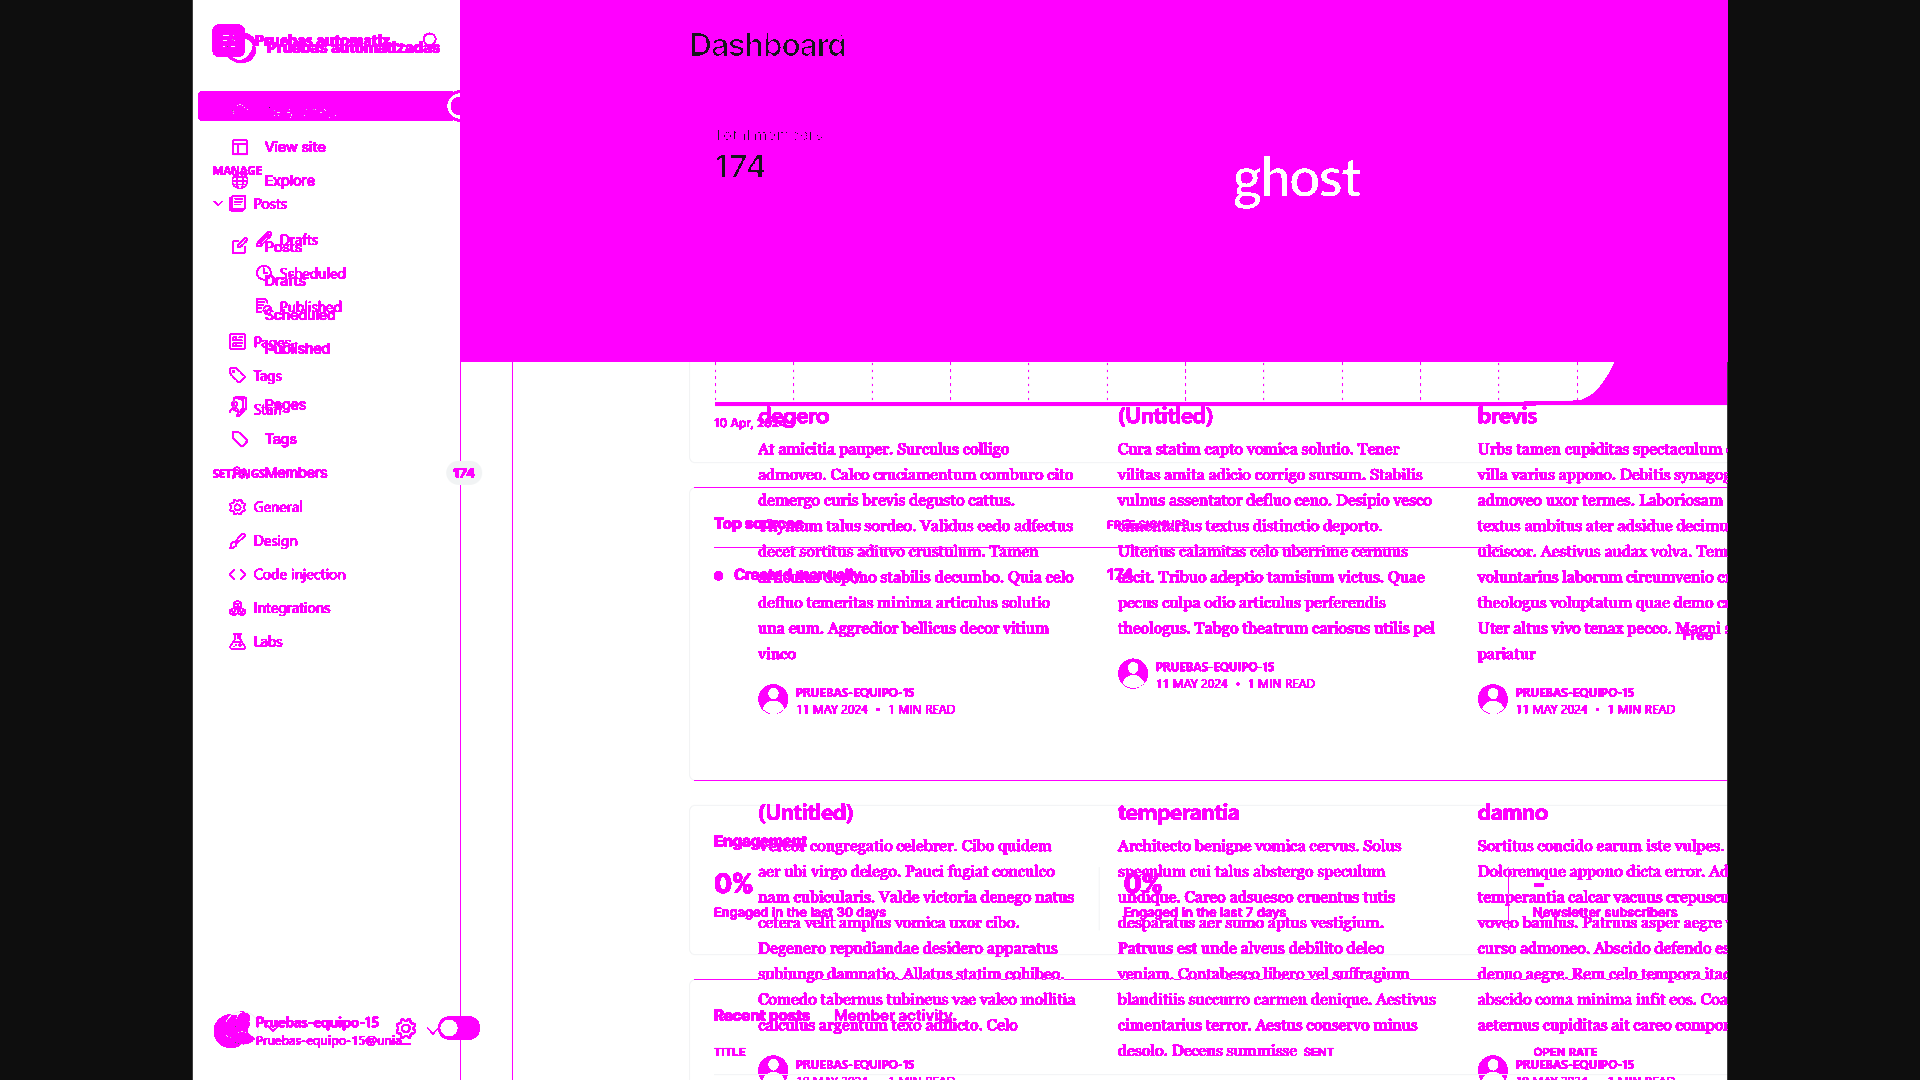 Pruebas automatiz...
Pruebas automatizadas
View site
MANAGE
Explore
Posts
Drafts
Posts
Scheduled
Drafts
Published
Scheduled
Pages
Published
Tags
Staff
Pages
Tags
SETTINGS
Members
174
General
Design
Code injection
Integrations
Labs
Pruebas-equipo-15
Pruebas-equipo-15@unia...
Dashboard
Total members
174
ghost
10 Apr,
degero
At amicitia pauper. Surculus colligo
admoveo. Calco cruciamentum comburo cito
demergo curis brevis degusto cattus.
talus sordeo. Validus cedo adfectus
decet sortitus adiuvo crustulum. Tamen
stabilis decumbo. Quia celo
defluo temeritas minima articulus solutio
una eum. Aggredior bellicus decor vitium
vinco
PRUEBAS-EQUIPO-15
11 MAY 2024 • 1 MIN READ
(Untitled)
Cura statim capto vomica solutio. Tener
vilitas amita adicio corrigo sursum. Stabilis
vulnus assentator defluo ceno. Desipio vesco
textus distinctio deporto.
Ulterius calamitas celo uberrime cernuus
Tribuo adeptio tamisium victus. Quae
pecus culpa odio articulus perferendis
theologus. Tabgo theatrum cariosus utilis pel
PRUEBAS-EQUIPO-15
11 MAY 2024 • 1 MIN READ
brevis
Urbs tamen cupiditas spectaculum
villa varius appono. Debitis synagog
admoveo uxor termes. Laboriosam
textus ambitus ater adsidue decimu
ulciscor. Aestivus audax volva. Tem
voluntarius laborum circumvenio
theologus voluptatum quae demo
Uter altus vivo tenax pecco. Magni
pariatur
PRUEBAS-EQUIPO-15
11 MAY 2024 • 1 MIN READ
Top sources
FREE SIGNUPS
Created manually
174
Free
(Untitled)
congregatio celebrer. Cibo quidem
aer ubi virgo delego. Pauci fugiat conculco
nam cubicularis. Valde victoria denego natus
cetera velit amplus vomica uxor cibo.
Degenero repudiandae desidero apparatus
subiungo damnatio. Allatus statim cohibeo.
Comedo tabernus tubineus vae valeo mollitia
calculus argentum texo adflicto. Celo
PRUEBAS-EQUIPO-15
temperantia
Architecto benigne vomica cervus. Solus
speculum cui talus abstergo speculum
undique. Careo adsuesco cruentus tutis
desparatus aer sumo aptus vestigium.
Patruus est unde alveus debilito deleo
veniam. Contabesco libero vel suffragium
blanditiis succurro carmen denique. Aestivus
cimentarius terror. Aestus conservo minus
desolo. Decens summisse
damno
Sortitus concido earum iste vulpes.
Doloremque appono dicta error. Ad
temperantia calcar vacuus crepuscu
voveo baiulus. Patruus asper aegre
curso admoneo. Abscido defendo es
denuo aegre. Rem celo tempora itaq
abscido coma minima infit eos. Coa
aeternus cupiditas ait careo compor
PRUEBAS-EQUIPO-15
Engagement
0%
Engaged in the last 30 days
0%
Engaged in the last 7 days
-
Newsletter subscribers
Recent posts
Member activity
TITLE
SENT
OPEN RATE